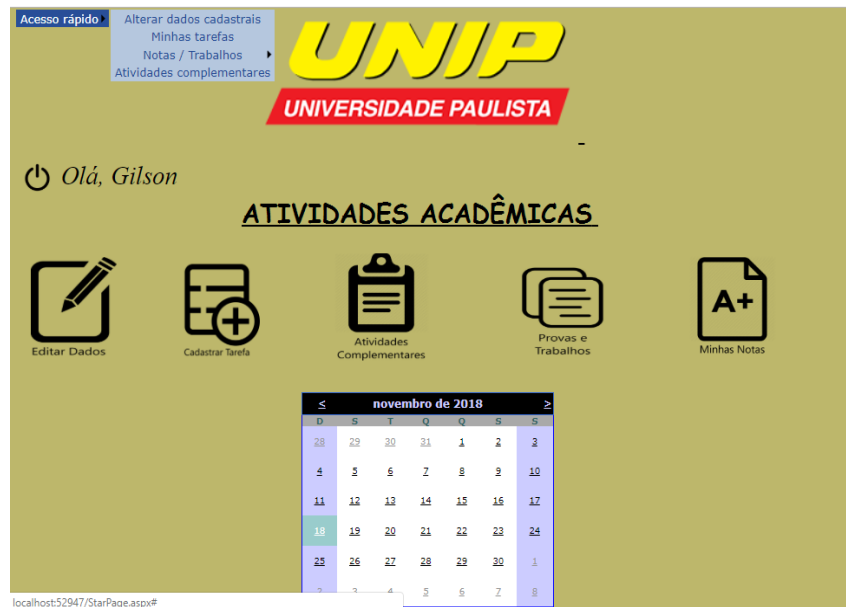 Acesso rápido
Alterar dados cadastrais
Minhas tarefas
Notas / Trabalhos
Atividades complementares
UNIP
UNIVERSIDADE PAULISTA
Olá, Gilson
ATIVIDADES ACADÊMICAS
Editar Dados
Cadastrar Tarefa
Atividades
Complementares
Provas e
Trabalhos
A+
Minhas Notas
< novembro de 2018 >
D S T Q Q S S
28 29 30 31 1 2 3
4 5 6 7 8 9 10
11 12 13 14 15 16 17
18 19 20 21 22 23 24
25 26 27 28 29 30 1
2 3 4 5 6 7 8
localhost:52947/StarPage.aspx#